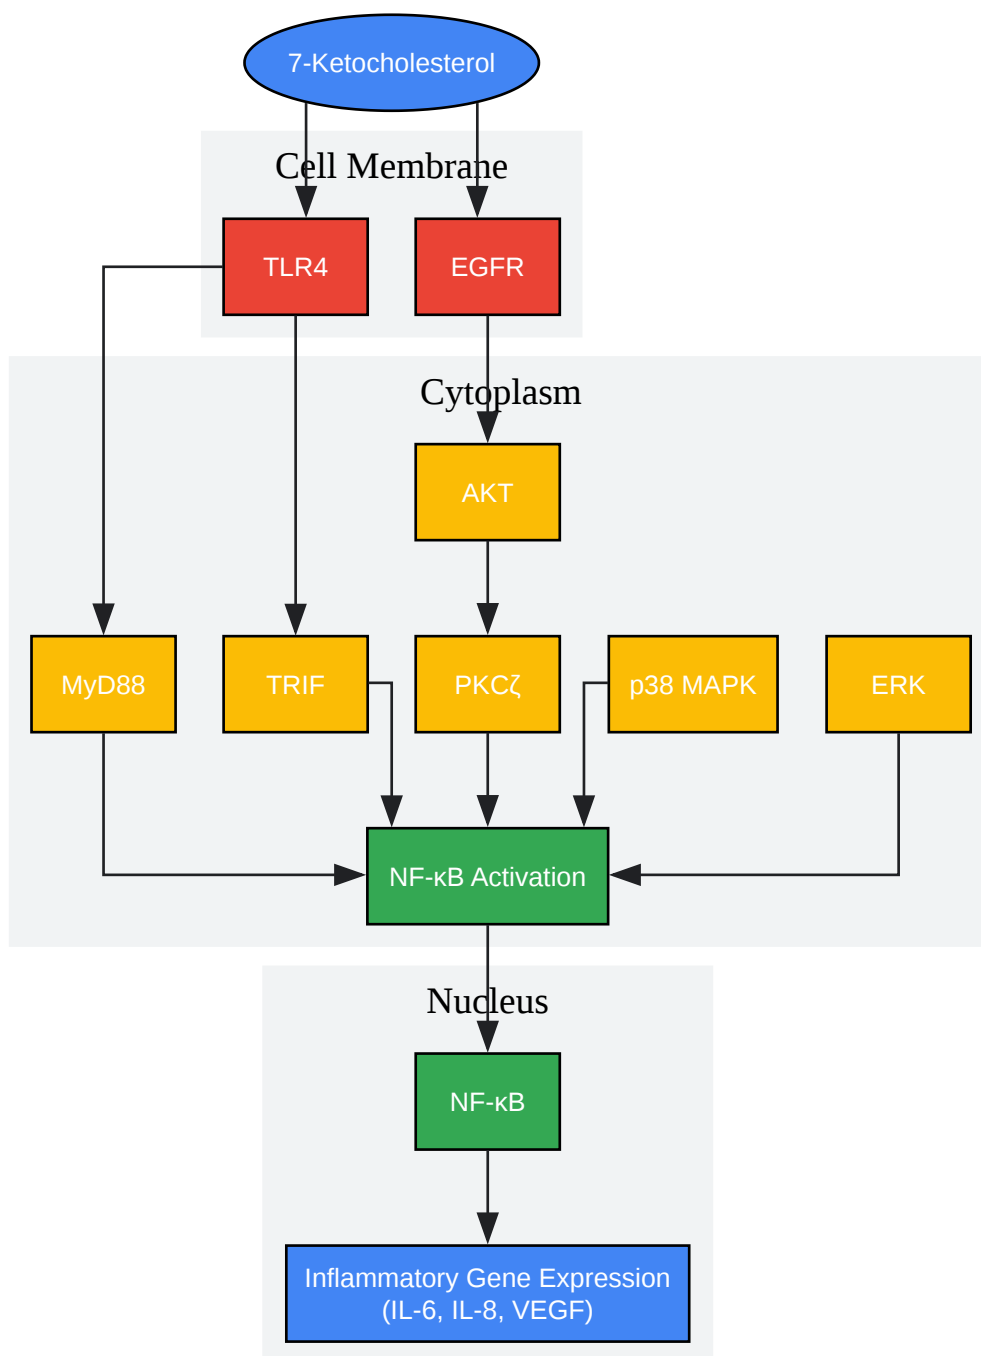 7-Ketocholesterol
Cell Membrane
TLR4
EGFR
Cytoplasm
AKT
MyD88
TRIF
PKCζ
p38 MAPK
ERK
NF-κB Activation
Nucleus
NF-κB
Inflammatory Gene Expression
(IL-6, IL-8, VEGF)